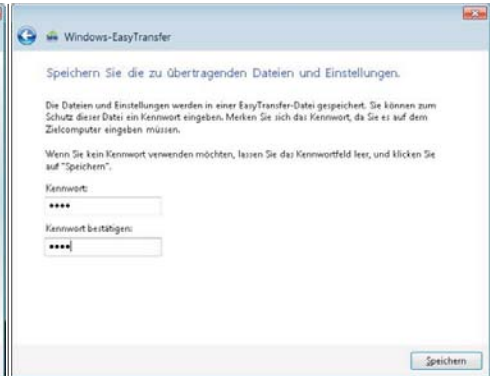 Windows-EasyTransfer
Speichern Sie die zu übertragenden Dateien und Einstellungen.
Die Dateien und Einstellungen werden in einer EasyTransfer-Datei gespeichert. Sie können zum
Schutz dieser Datei ein Kennwort eingeben. Merken Sie sich das Kennwort, da Sie es auf dem
Zielcomputer eingeben müssen.
Wenn Sie kein Kennwort verwenden möchten, lassen Sie das Kennwortfeld leer, und klicken Sie
auf "Speichern".
Kennwort:
••••
Kennwort bestätigen:
••••
Speichern